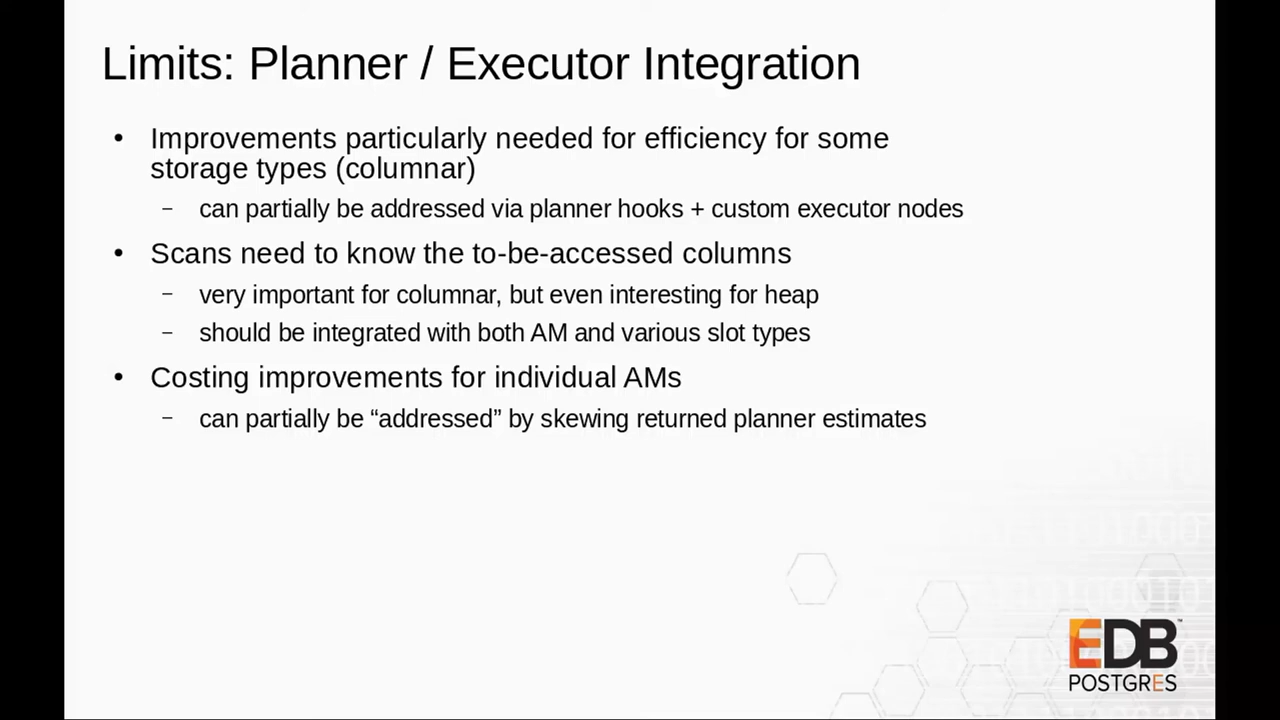 Limits: Planner / Executor Integration
• Improvements particularly needed for efficiency for some
storage types (columnar)
– can partially be addressed via planner hooks + custom executor nodes
• Scans need to know the to-be-accessed columns
– very important for columnar, but even interesting for heap
– should be integrated with both AM and various slot types
• Costing improvements for individual AMs
– can partially be “addressed” by skewing returned planner estimates
EDB™
POSTGRES